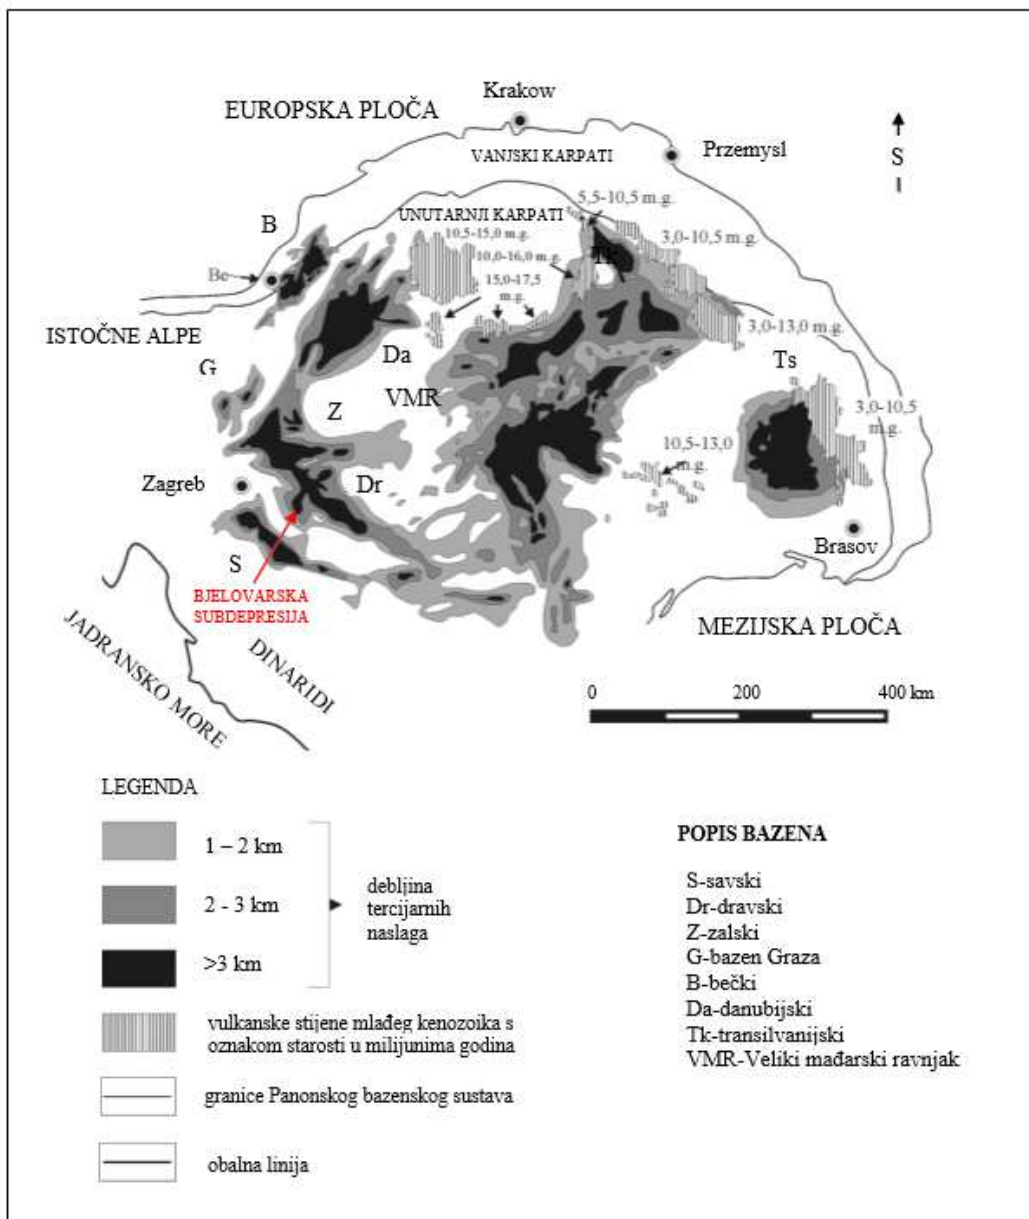 Krakow
EUROPSKA PLOČA
VANJSKI KARPATI
Przemysl
S
5,5-10,5 m.g.
UNUTARNJI KARPATI
B
10,5-15,0 m.g.
3,0-10,5 m.g.
Tk
10,0-16,0 m.g.
Be
15,0-17,5
m.g.
ISTOČNE ALPE
3,0-13,0 m.g.
Da
Ts
G
VMR
Z
3,0-10,5
m.g.
10,5-13,0
m.g.
Zagreb
Dr
Brasov
S
BJELOVARSKA
SUBDEPRESIJA
MEZIJSKA PLOČA
JADRANSKO MORE
DINARIDI
0 200 400 km
LEGENDA
1 – 2 km
2 - 3 km
>3 km
debljina
tercijarnih
naslaga
vulkanske stijene mlađeg kenozoika s
oznakom starosti u milijunima godina
granice Panonskog bazenskog sustava
obalna linija
POPIS BAZENA
S-savski
Dr-dravski
Z-zalski
G-bazen Graza
B-bečki
Da-danubijski
Tk-transilvanijski
VMR-Veliki mađarski ravnjak